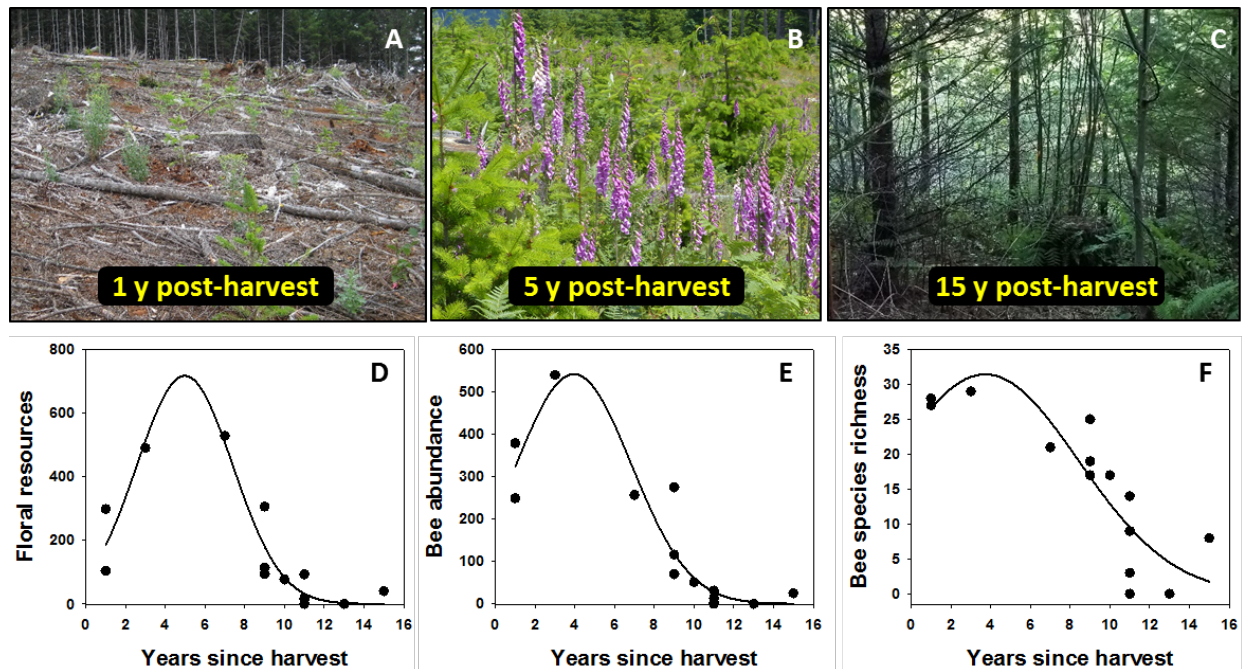 A
B
C
1 y post-harvest
5 y post-harvest
15 y post-harvest
D
800
600
400
200
0
0 2 4 6 8 10 12 14 16
Floral resources
Years since harvest
E
600
500
400
300
200
100
0
0 2 4 6 8 10 12 14 16
Bee abundance
Years since harvest
F
35
30
25
20
15
10
5
0
0 2 4 6 8 10 12 14 16
Bee species richness
Years since harvest